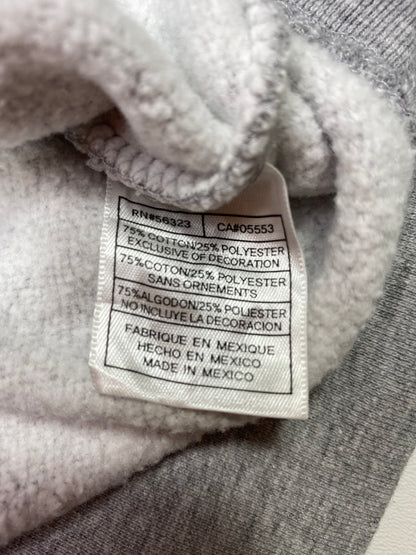 RN#56323 CA#05553
75% COTTON/25% POLYESTER
EXCLUSIVE OF DECORATION
75%COTON/25% POLYESTER
SANS ORNEMENTS
75%ALGODON/25% POLIESTER
NO INCLUYE LA DECORACION
FABRIQUE EN MEXIQUE
HECHO EN MEXICO
MADE IN MEXICO